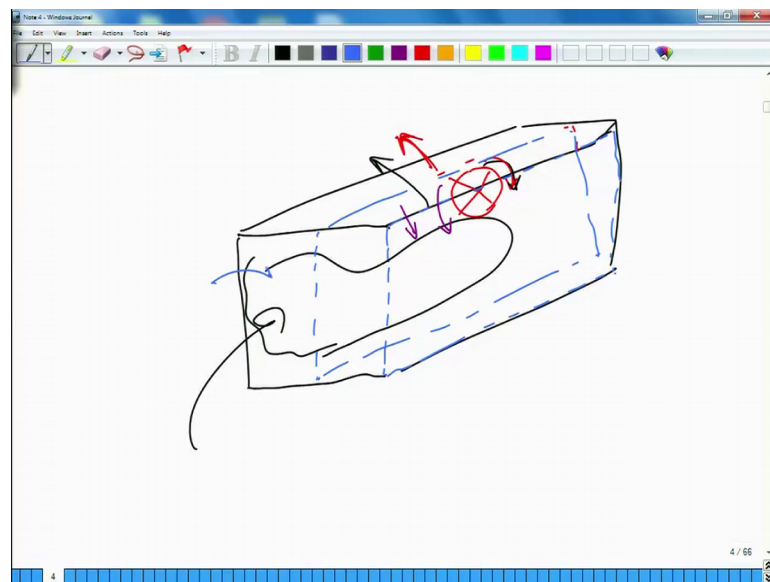 Note 4 - Windows Journal
File Edit View Insert Actions Tools Help
B I
4 / 66
4